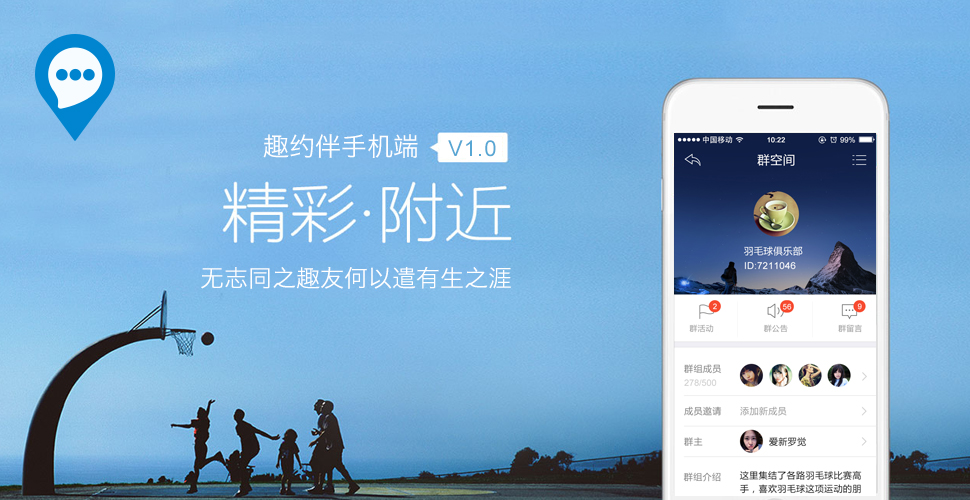 趣约伴手机端
V1.0
精彩·附近
无志同之趣友何以遣有生之涯
中国移动 10:22 99%
群空间
羽毛球俱乐部
ID:7211046
2 56 9
群活动 群公告 群留言
群组成员
278/500
成员邀请 添加新成员
群主 爱新罗觉
群组介绍 这里集结了各路羽毛球比赛高
手，喜欢羽毛球这项运动的朋